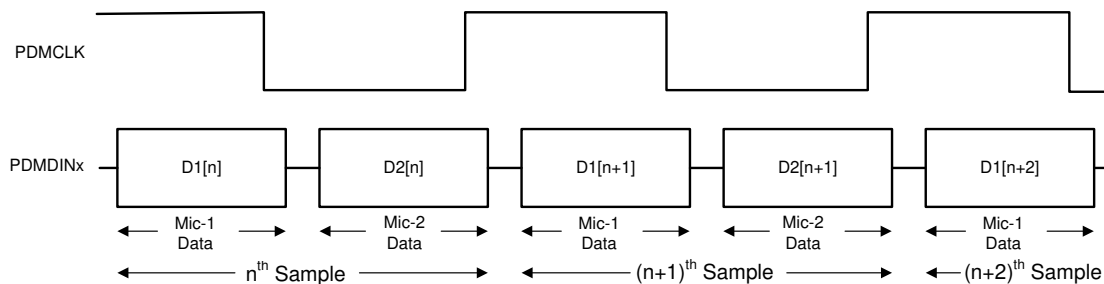 PDMCLK
PDMDINx
D1[n]
D2[n]
D1[n+1]
D2[n+1]
D1[n+2]
Mic-1
Data
Mic-2
Data
Mic-1
Data
Mic-2
Data
Mic-1
Data
nth Sample
(n+1)th Sample
(n+2)th Sample